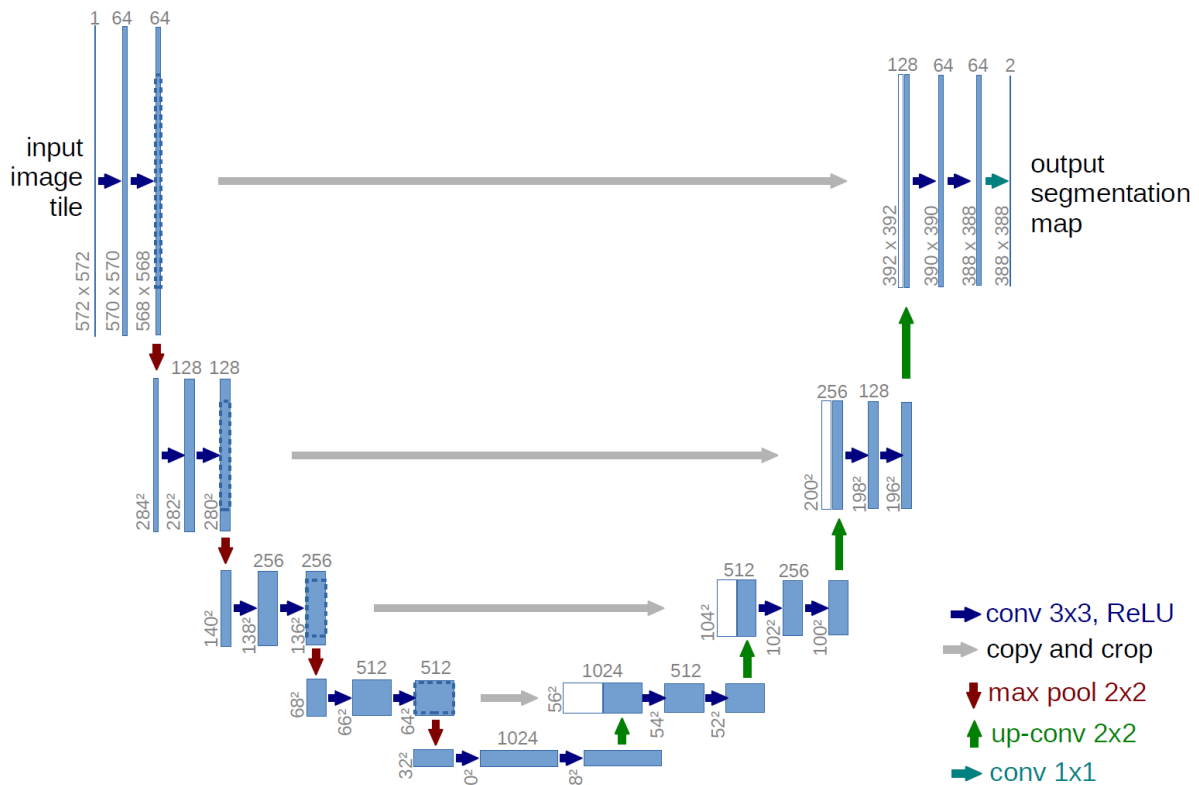 1 64 64
128 64 64 2
input
image
tile
output
segmentation
map
572 x 572
570 x 570
568 x 568
392 x 392
390 x 390
388 x 388
388 x 388
128 128
256 128
284²
282²
280²
200²
198²
196²
256 256
512 256
140²
138²
136²
104²
102²
100²
512 512
1024 512
68²
66²
64²
56²
54²
52²
1024
32²
0²
8²
conv 3x3, ReLU
copy and crop
max pool 2x2
up-conv 2x2
conv 1x1